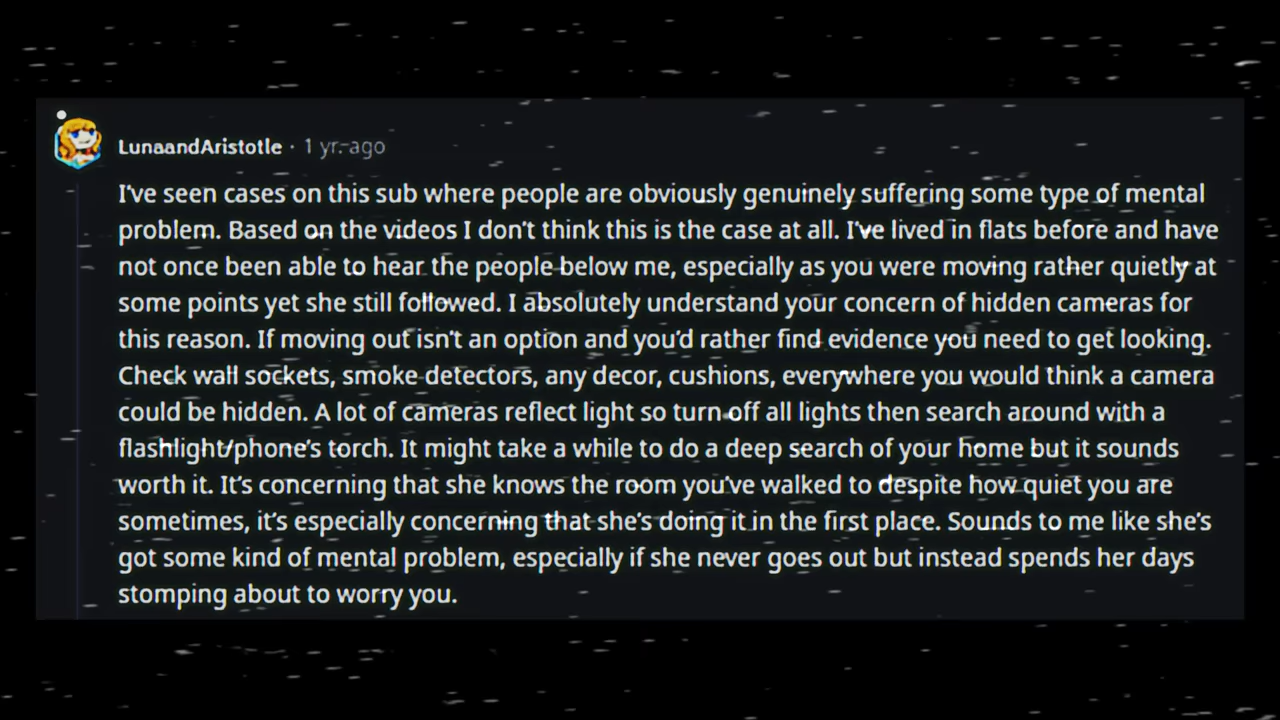 LunaandAristotle · 1 yr. ago
I've seen cases on this sub where people are obviously genuinely suffering some type of mental
problem. Based on the videos I don't think this is the case at all. I've lived in flats before and have
not once been able to hear the people below me, especially as you were moving rather quietly at
some points yet she still followed. I absolutely understand your concern of hidden cameras for
this reason. If moving out isn't an option and you'd rather find evidence you need to get looking.
Check wall sockets, smoke detectors, any decor, cushions, everywhere you would think a camera
could be hidden. A lot of cameras reflect light so turn off all lights then search around with a
flashlight/phone's torch. It might take a while to do a deep search of your home but it sounds
worth it. It's concerning that she knows the room you've walked to despite how quiet you are
sometimes, it's especially concerning that she's doing it in the first place. Sounds to me like she's
got some kind of mental problem, especially if she never goes out but instead spends her days
stomping about to worry you.